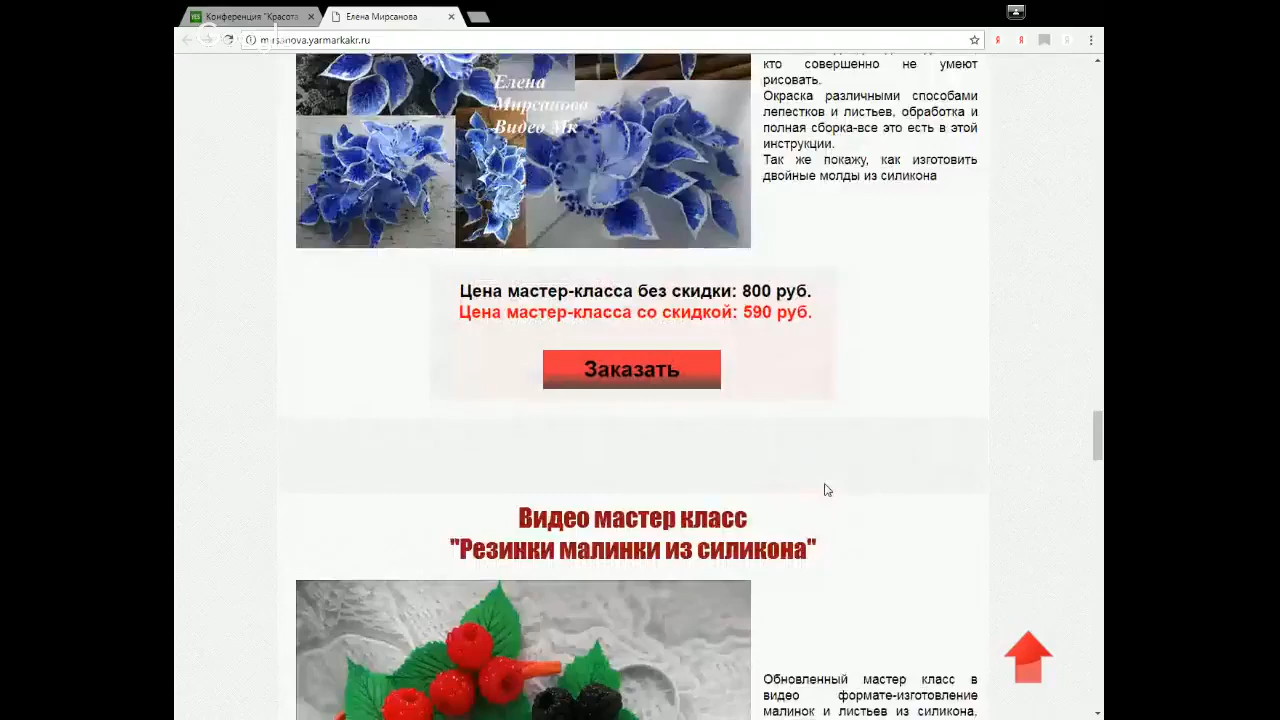 Конференция "Красота
Елена Мирсанова
mirsanova.yarmarkakr.ru
кто совершенно не умеют
рисовать.
Окраска различными способами
лепестков и листьев, обработка и
полная сборка-все это есть в этой
инструкции.
Так же покажу, как изготовить
двойные молды из силикона
Елена
Мирсанова
Видео Мк
Цена мастер-класса без скидки: 800 руб.
Цена мастер-класса со скидкой: 590 руб.
Заказать
Видео мастер класс
"Резинки малинки из силикона"
Обновленный мастер класс в
видео формате-изготовление
малинок и листьев из силикона,